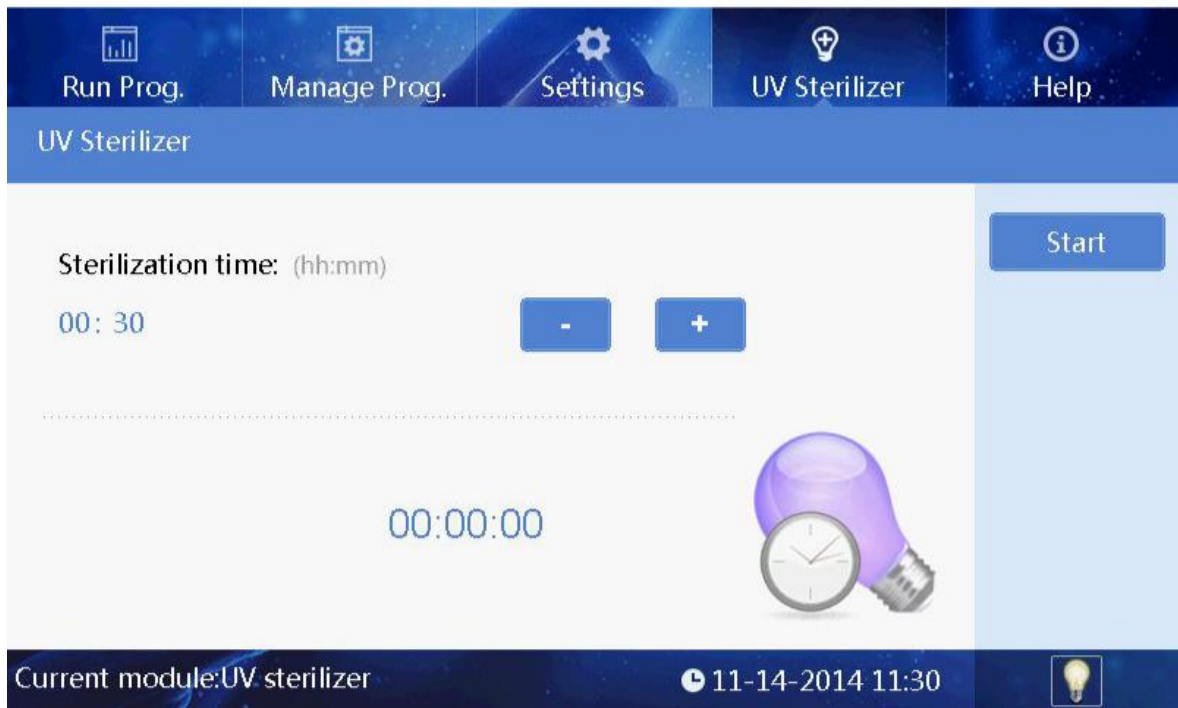 Run Prog.
Manage Prog.
Settings
UV Sterilizer
Help
UV Sterilizer
Start
Sterilization time: (hh:mm)
00: 30
- +
00:00:00
Current module:UV sterilizer
11-14-2014 11:30